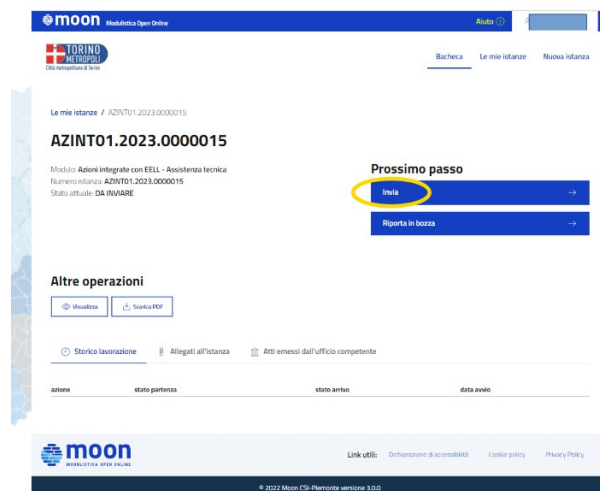 moon Modulistica Open Online
Aiuto
TORINO
METROPOLI
Città metropolitana di Torino
Bacheca Le mie istanze Nuova istanza
Le mie istanze / AZINT01.2023.0000015
AZINT01.2023.0000015
Modulo: Azioni integrate con EELL - Assistenza tecnica
Numero istanza: AZINT01.2023.0000015
Stato attuale: DA INVIARE
Prossimo passo
Invia
Riporta in bozza
Altre operazioni
Visualizza Scarica PDF
Storico lavorazione Allegati all'istanza Atti emessi dall'ufficio competente
azione stato partenza stato arrivo data avvio
moon
MODULISTICA OPEN ONLINE
Link utili: Dichiarazione di accessibilità Cookie policy Privacy Policy
© 2022 Moon CSI-Piemonte versione 3.0.0